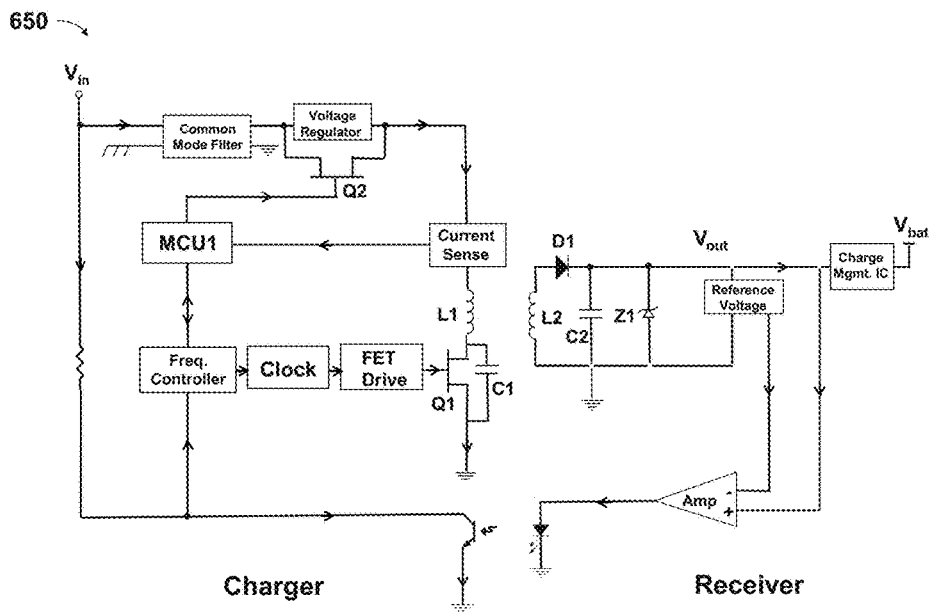 650
Vin
Common
Mode Filter
Voltage
Regulator
Q2
MCU1
Current
Sense
L1
Freq.
Controller
Clock
FET
Drive
Q1
C1
D1
Vout
Vbat
Charge
Mgmt. IC
Reference
Voltage
L2
C2
Z1
Amp
-
+
Charger
Receiver